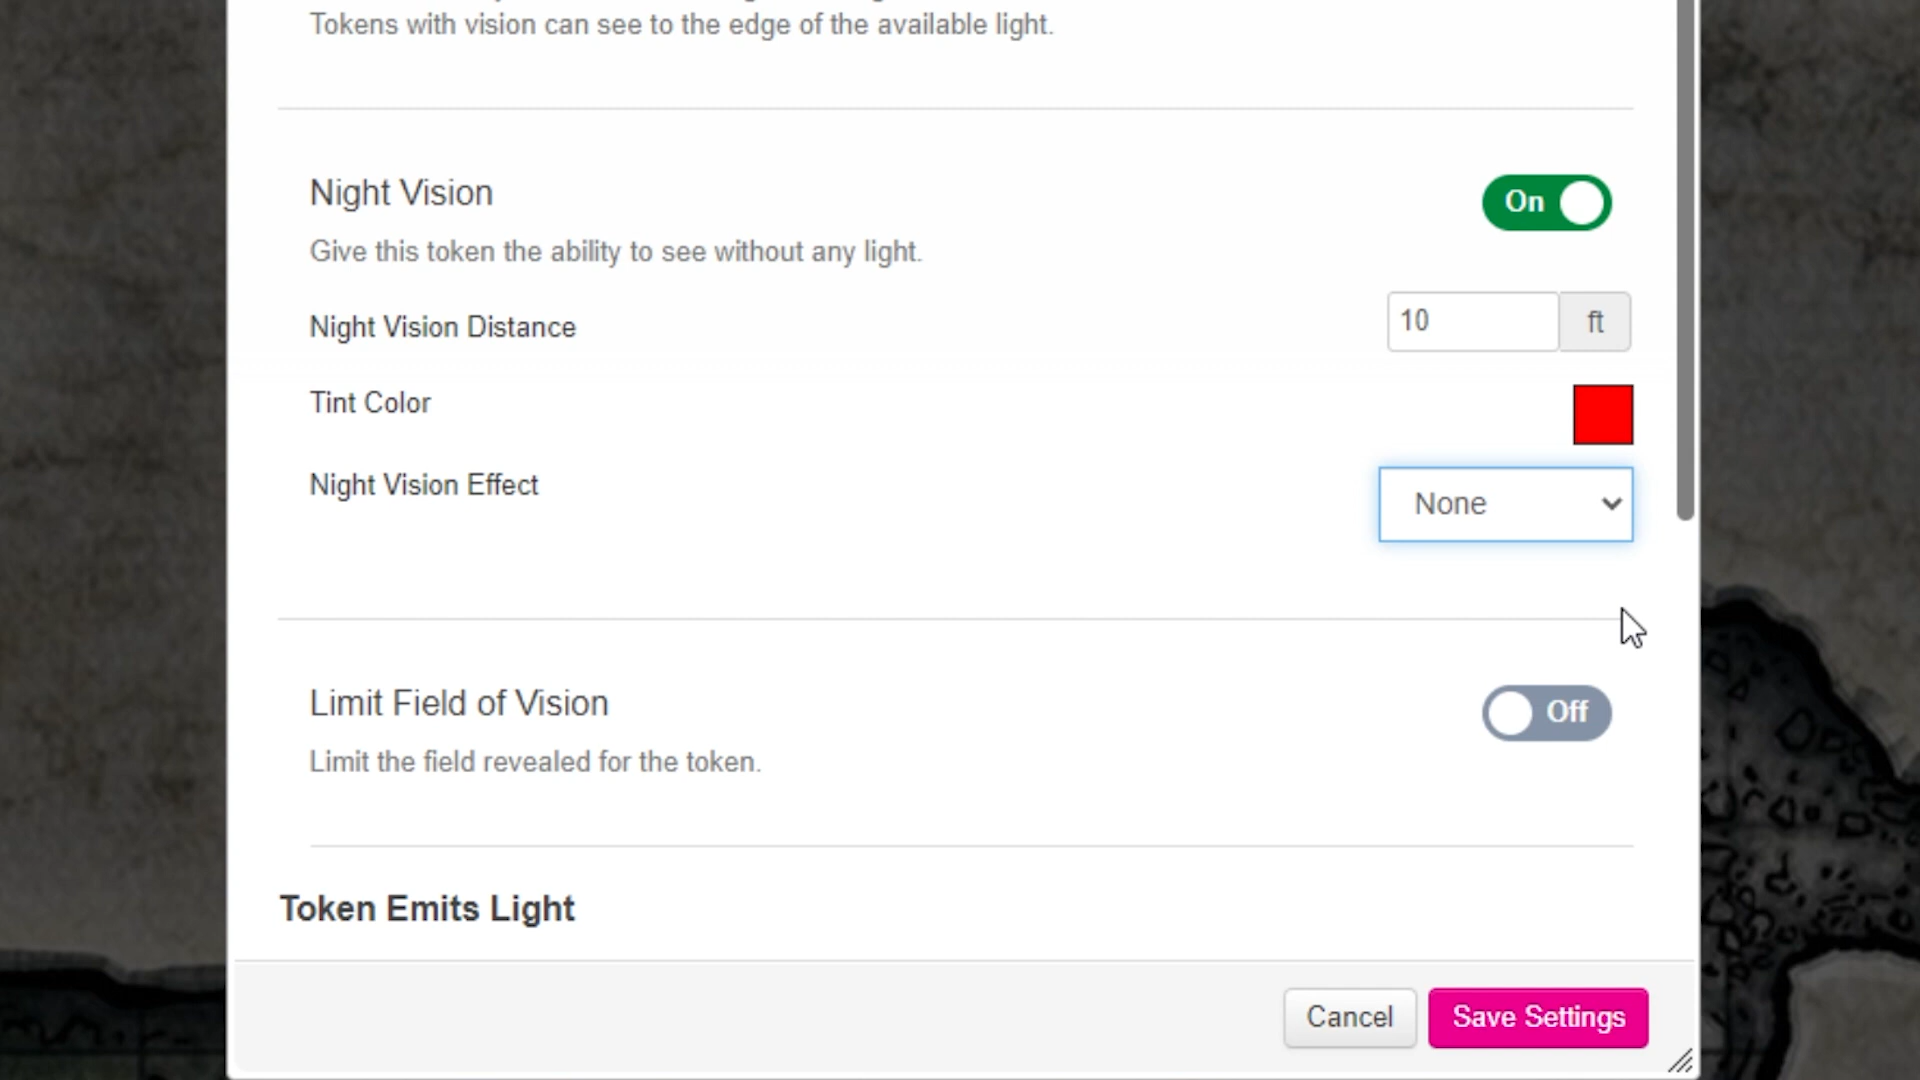 Tokens with vision can see to the edge of the available light.
Night Vision
On
Give this token the ability to see without any light.
Night Vision Distance
10 ft
Tint Color
Night Vision Effect
None
Limit Field of Vision
Off
Limit the field revealed for the token.
Token Emits Light
Cancel
Save Settings